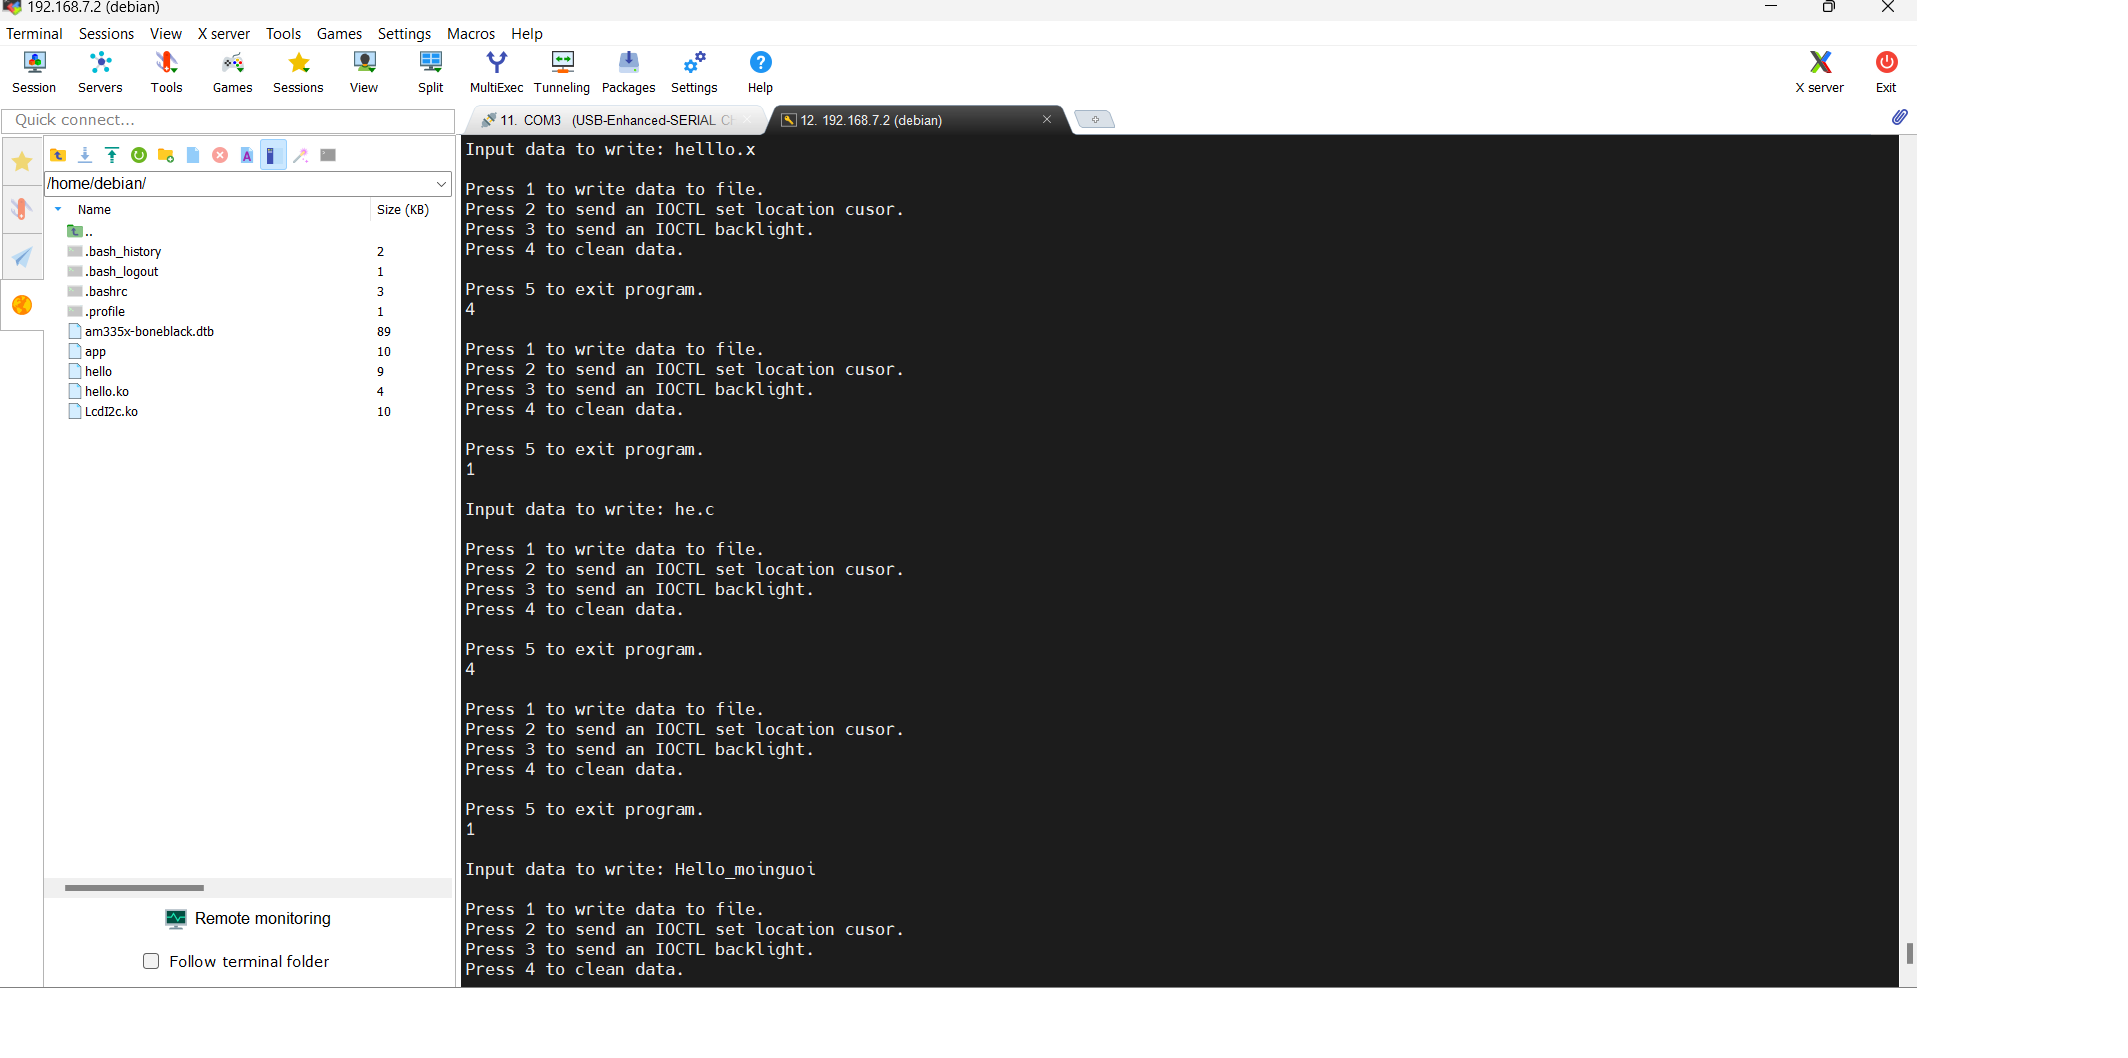 192.168.7.2 (debian)
Terminal Sessions View X server Tools Games Settings Macros Help
Session Servers Tools Games Sessions View Split MultiExec Tunneling Packages Settings Help X server Exit
Quick connect...
11. COM3 (USB-Enhanced-SERIAL CH
12. 192.168.7.2 (debian)
/home/debian/
Name Size (KB)
..
.bash_history 2
.bash_logout 1
.bashrc 3
.profile 1
am335x-boneblack.dtb 89
app 10
hello 9
hello.ko 4
LcdI2c.ko 10
Remote monitoring
Follow terminal folder
Input data to write: helllo.x
Press 1 to write data to file.
Press 2 to send an IOCTL set location cusor.
Press 3 to send an IOCTL backlight.
Press 4 to clean data.
Press 5 to exit program.
4
Press 1 to write data to file.
Press 2 to send an IOCTL set location cusor.
Press 3 to send an IOCTL backlight.
Press 4 to clean data.
Press 5 to exit program.
1
Input data to write: he.c
Press 1 to write data to file.
Press 2 to send an IOCTL set location cusor.
Press 3 to send an IOCTL backlight.
Press 4 to clean data.
Press 5 to exit program.
4
Press 1 to write data to file.
Press 2 to send an IOCTL set location cusor.
Press 3 to send an IOCTL backlight.
Press 4 to clean data.
Press 5 to exit program.
1
Input data to write: Hello_moinguoi
Press 1 to write data to file.
Press 2 to send an IOCTL set location cusor.
Press 3 to send an IOCTL backlight.
Press 4 to clean data.